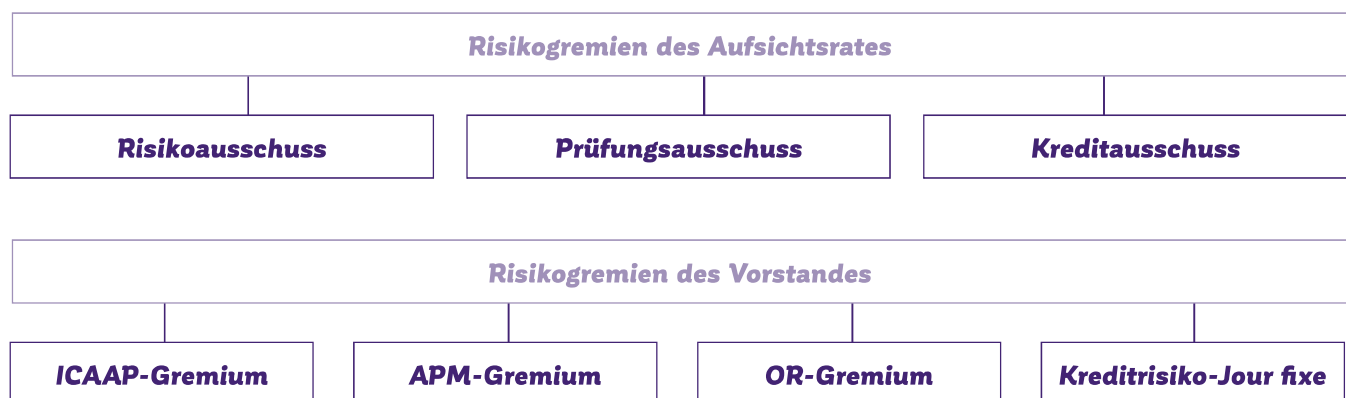 Risikogremien des Aufsichtsrates
Risikoausschuss
Prüfungsausschuss
Kreditausschuss
Risikogremien des Vorstandes
ICAAP-Gremium
APM-Gremium
OR-Gremium
Kreditrisiko-Jour fixe